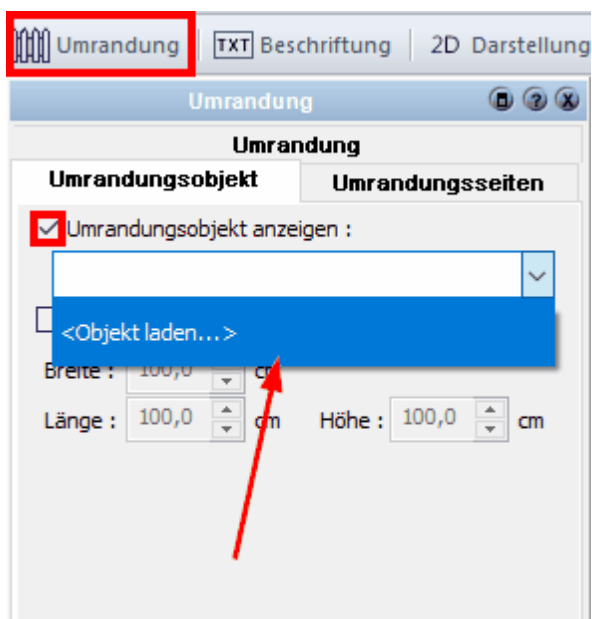 Umrandung TXT Beschriftung 2D Darstellung
Umrandung
Umrandung
Umrandungsobjekt Umrandungsseiten
Umrandungsobjekt anzeigen :
<Objekt laden...>
Breite : 100,0 cm
Länge : 100,0 cm Höhe : 100,0 cm